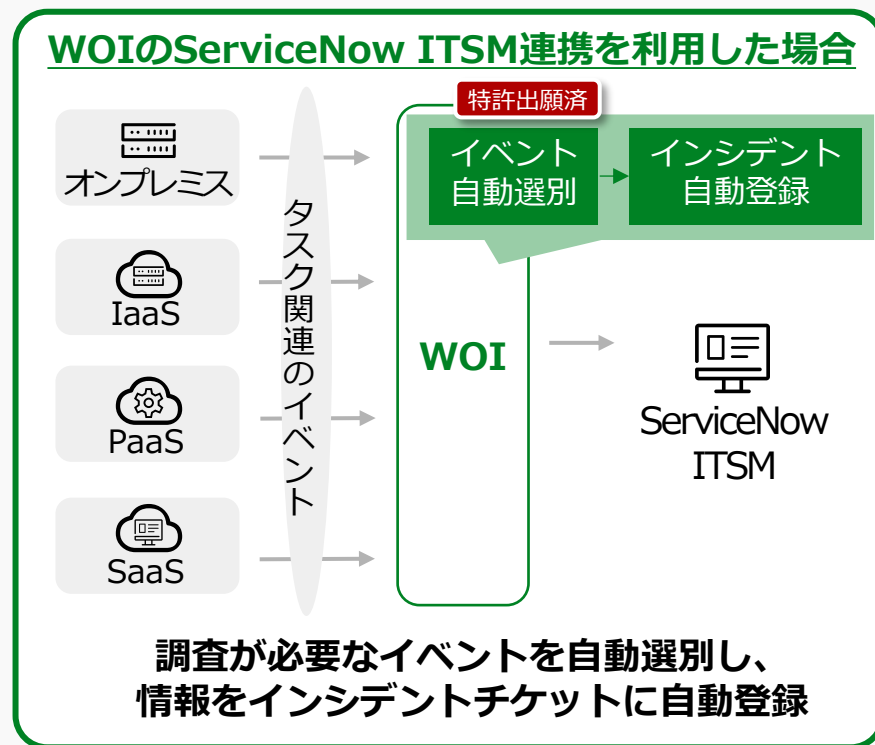 WOIのServiceNow ITSM連携を利用した場合
特許出願済
イベント
自動選別
インシデント
自動登録
オンプレミス
IaaS
PaaS
SaaS
タスク関連のイベント
WOI
ServiceNow
ITSM
調査が必要なイベントを自動選別し、
情報をインシデントチケットに自動登録